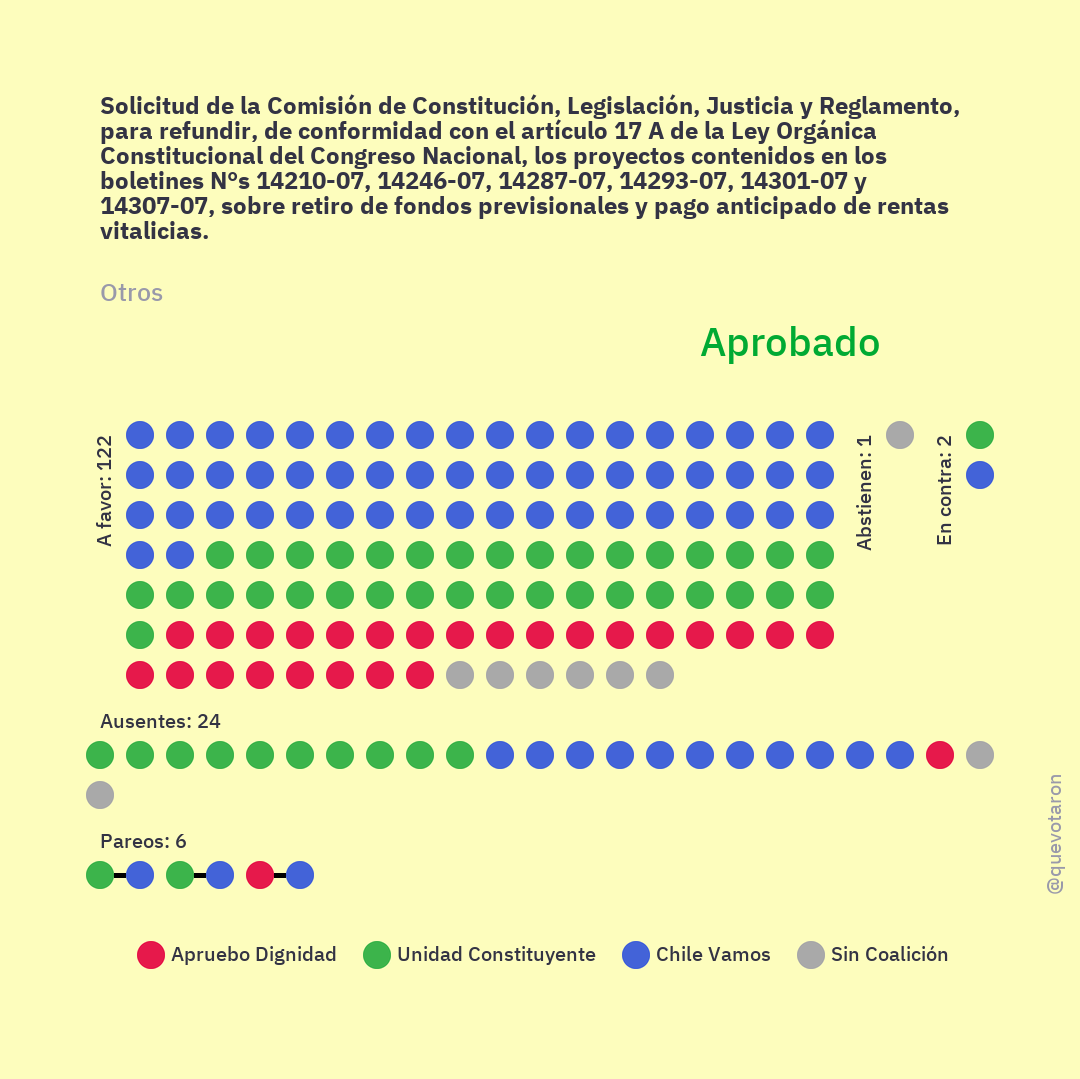 Solicitud de la Comisión de Constitución, Legislación, Justicia y Reglamento,
para refundir, de conformidad con el artículo 17 A de la Ley Orgánica
Constitucional del Congreso Nacional, los proyectos contenidos en los
boletines N°s 14210-07, 14246-07, 14287-07, 14293-07, 14301-07 y
14307-07, sobre retiro de fondos previsionales y pago anticipado de rentas
vitalicias.
Otros
Aprobado
A favor: 122
Abstienen: 1
En contra: 2
Ausentes: 24
Pareos: 6
@quevotaron
Apruebo Dignidad
Unidad Constituyente
Chile Vamos
Sin Coalición